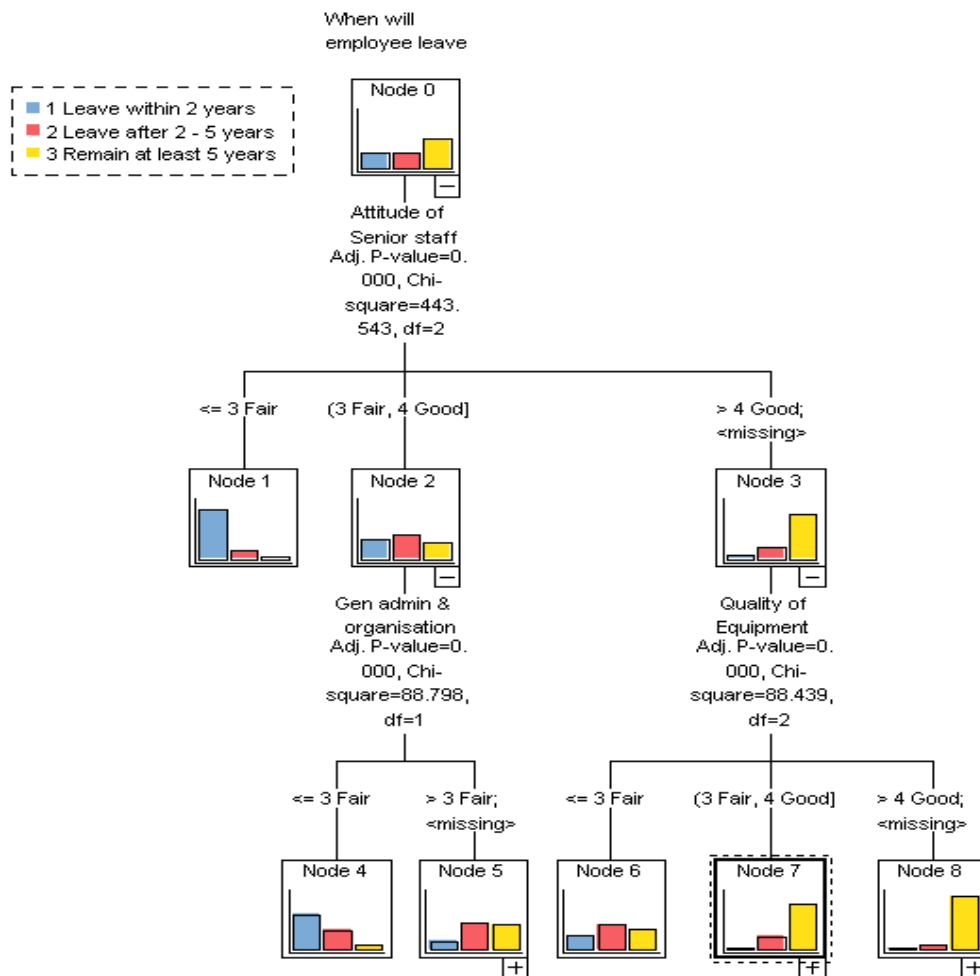 When will
employee leave
1 Leave within 2 years
2 Leave after 2 - 5 years
3 Remain at least 5 years
Node 0
Attitude of
Senior staff
Adj. P-value=0.
000, Chi-
square=443.
543, df=2
<= 3 Fair
(3 Fair, 4 Good]
> 4 Good;
<missing>
Node 1
Node 2
Node 3
Gen admin &
organisation
Adj. P-value=0.
000, Chi-
square=88.798,
df=1
Quality of
Equipment
Adj. P-value=0.
000, Chi-
square=88.439,
df=2
<= 3 Fair
> 3 Fair;
<missing>
<= 3 Fair
(3 Fair, 4 Good]
> 4 Good;
<missing>
Node 4
Node 5
Node 6
Node 7
Node 8